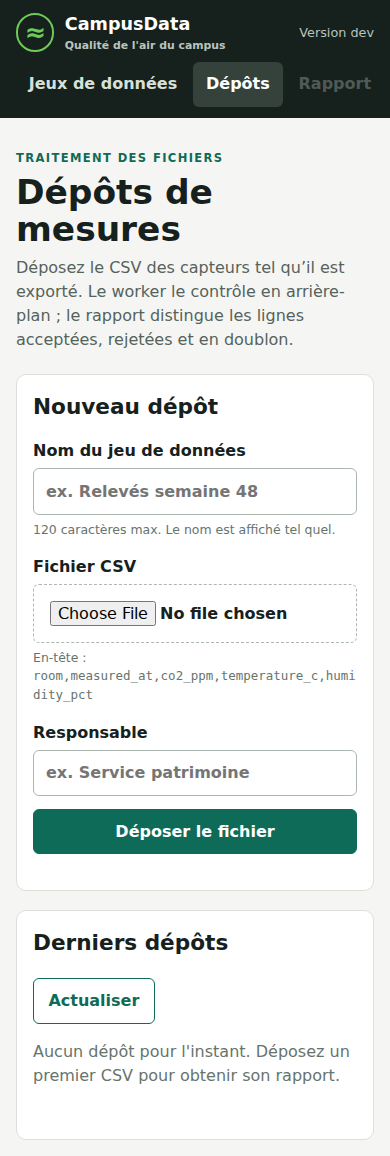 ≈
CampusData
Qualité de l'air du campus
Version dev
Jeux de données
Dépôts
Rapport
TRAITEMENT DES FICHIERS
Dépôts de
mesures
Déposez le CSV des capteurs tel qu’il est
exporté. Le worker le contrôle en arrière-
plan ; le rapport distingue les lignes
acceptées, rejetées et en doublon.
Nouveau dépôt
Nom du jeu de données
ex. Relevés semaine 48
120 caractères max. Le nom est affiché tel quel.
Fichier CSV
Choose File No file chosen
En-tête :
room,measured_at,co2_ppm,temperature_c,humi
dity_pct
Responsable
ex. Service patrimoine
Déposer le fichier
Derniers dépôts
Actualiser
Aucun dépôt pour l'instant. Déposez un
premier CSV pour obtenir son rapport.